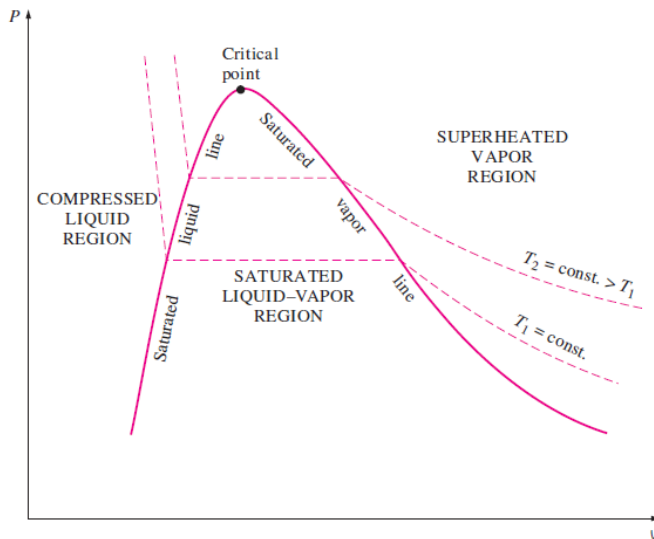 P
Critical
point
Saturated
line
SUPERHEATED
VAPOR
REGION
COMPRESSED
LIQUID
REGION
liquid
vapor
T₂ = const. > T₁
SATURATED
LIQUID–VAPOR
REGION
line
Saturated
T₁ = const.